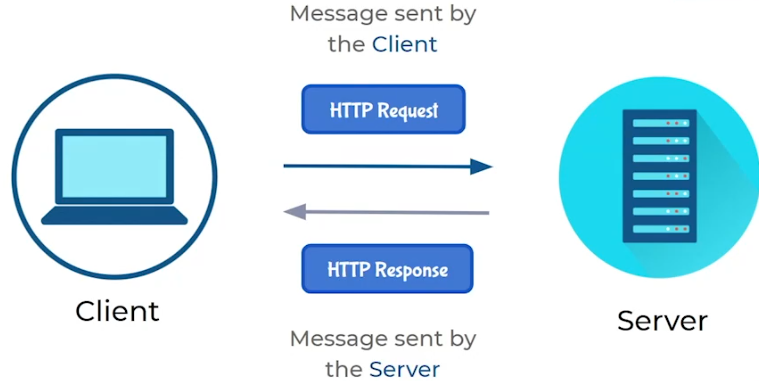 Message sent by
the Client
HTTP Request
HTTP Response
Client
Server
Message sent by
the Server